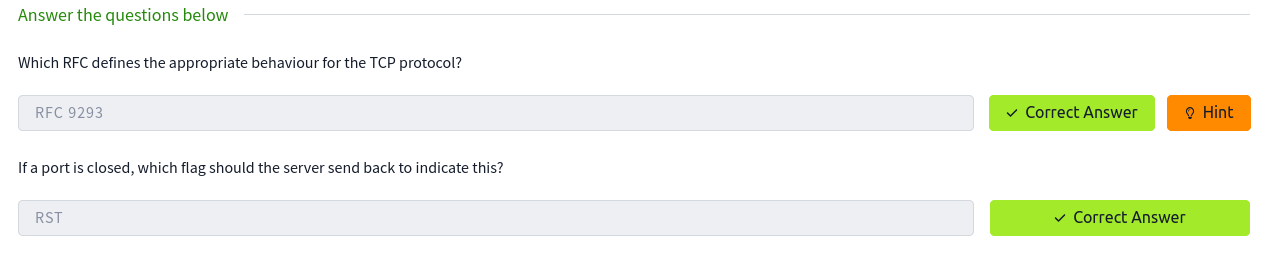 Answer the questions below
Which RFC defines the appropriate behaviour for the TCP protocol?
RFC 9293
Correct Answer
Hint
If a port is closed, which flag should the server send back to indicate this?
RST
Correct Answer